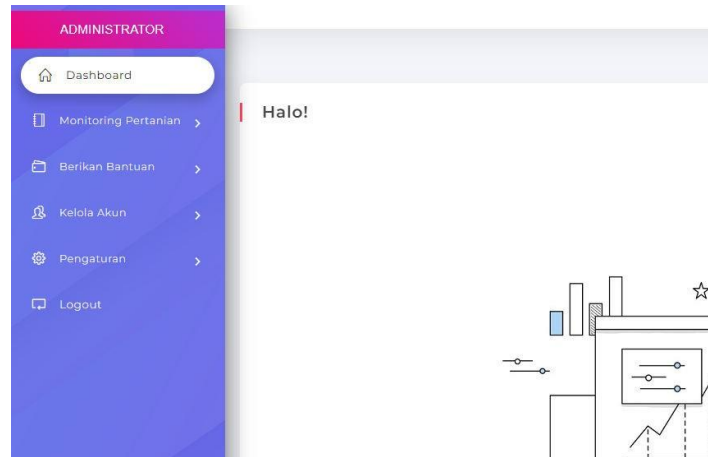 ADMINISTRATOR
Dashboard
Monitoring Pertanian
Berikan Bantuan
Kelola Akun
Pengaturan
Logout
Halo!